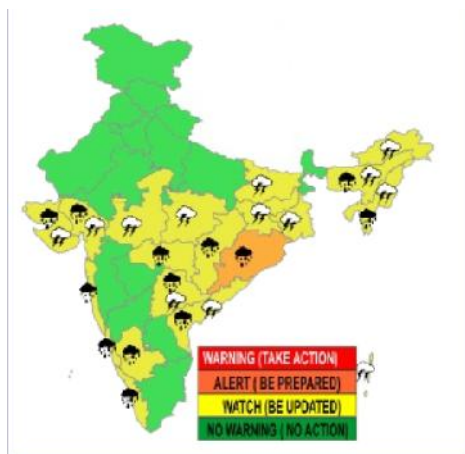 WARNING (TAKE ACTION)
ALERT ( BE PREPARED)
WATCH (BE UPDATED)
NO WARNING ( NO ACTION)